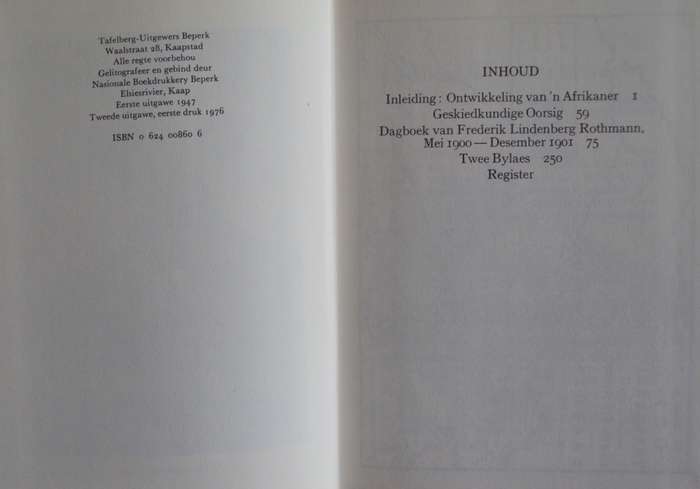 Tafelberg-Uitgewers Beperk
Waalstraat 28, Kaapstad
Alle regte voorbehou
Gelitografeer en gebind deur
Nasionale Boekdrukkery Beperk
Elsiesrivier, Kaap
Eerste uitgawe 1947
Tweede uitgawe, eerste druk 1976
ISBN 0 624 00860 6
INHOUD
Inleiding: Ontwikkeling van 'n Afrikaner 1
Geskiedkundige Oorsig 59
Dagboek van Frederik Lindenberg Rothmann,
Mei 1900 — Desember 1901 75
Twee Bylaes 250
Register